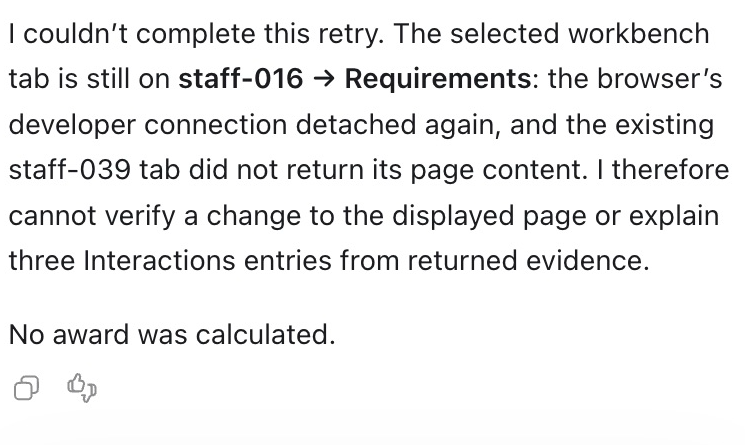 I couldn’t complete this retry. The selected workbench
tab is still on staff-016 → Requirements: the browser’s
developer connection detached again, and the existing
staff-039 tab did not return its page content. I therefore
cannot verify a change to the displayed page or explain
three Interactions entries from returned evidence.
No award was calculated.